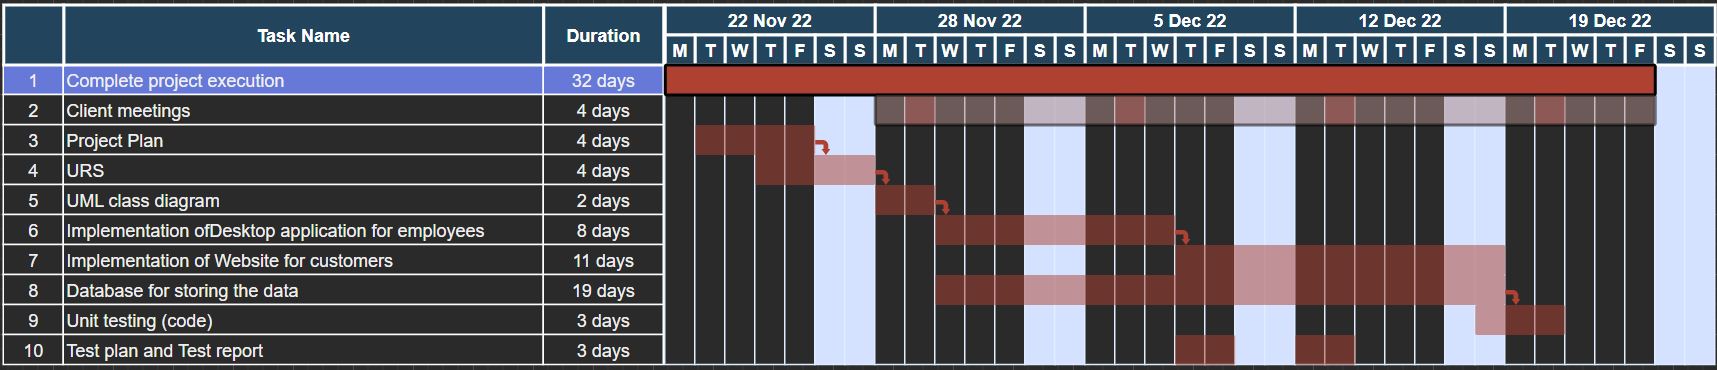 Task Name Duration 22 Nov 22 28 Nov 22 5 Dec 22 12 Dec 22 19 Dec 22
M T W T F S S M T W T F S S M T W T F S S M T W T F S S M T W T F S S
1 Complete project execution 32 days
2 Client meetings 4 days
3 Project Plan 4 days
4 URS 4 days
5 UML class diagram 2 days
6 Implementation ofDesktop application for employees 8 days
7 Implementation of Website for customers 11 days
8 Database for storing the data 19 days
9 Unit testing (code) 3 days
10 Test plan and Test report 3 days